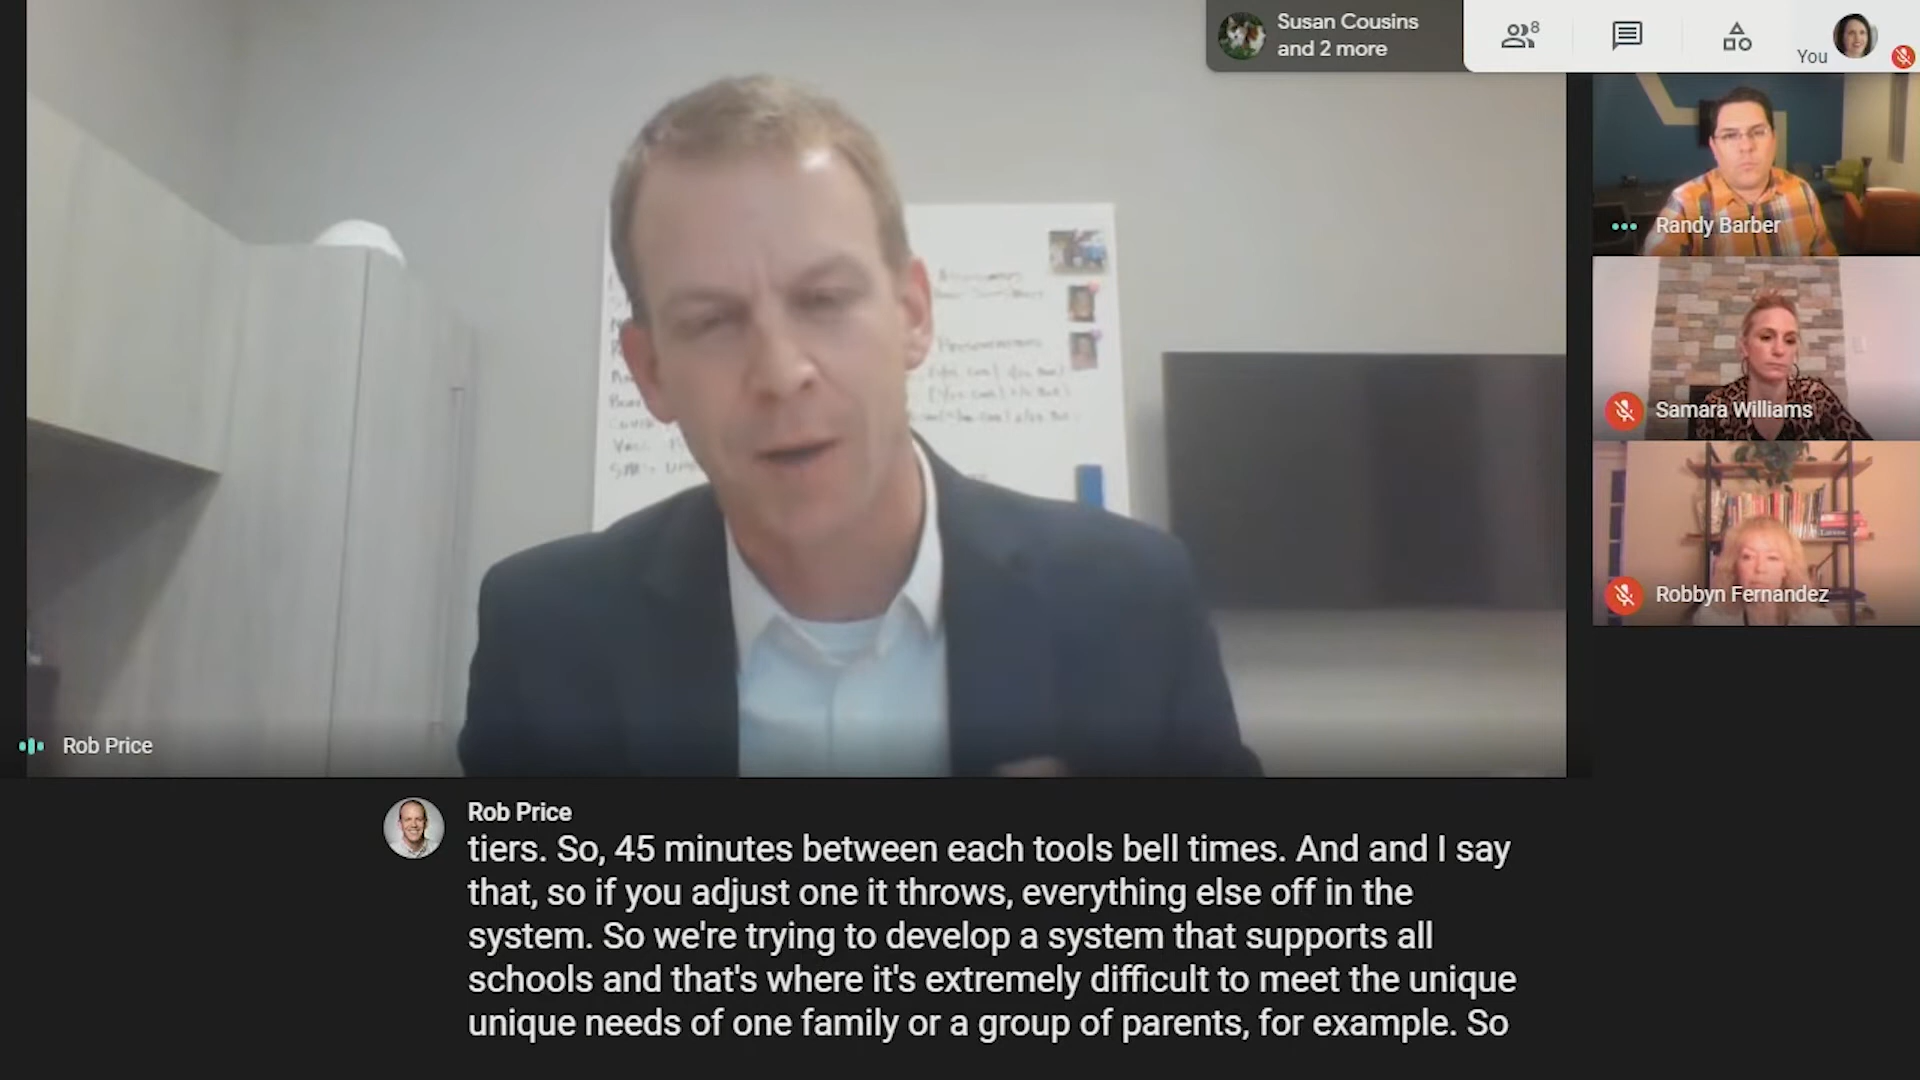 Susan Cousins
and 2 more
8
You
Randy Barber
Samara Williams
Robbyn Fernandez
Rob Price
Rob Price
tiers. So, 45 minutes between each tools bell times. And and I say
that, so if you adjust one it throws, everything else off in the
system. So we're trying to develop a system that supports all
schools and that's where it's extremely difficult to meet the unique
unique needs of one family or a group of parents, for example. So